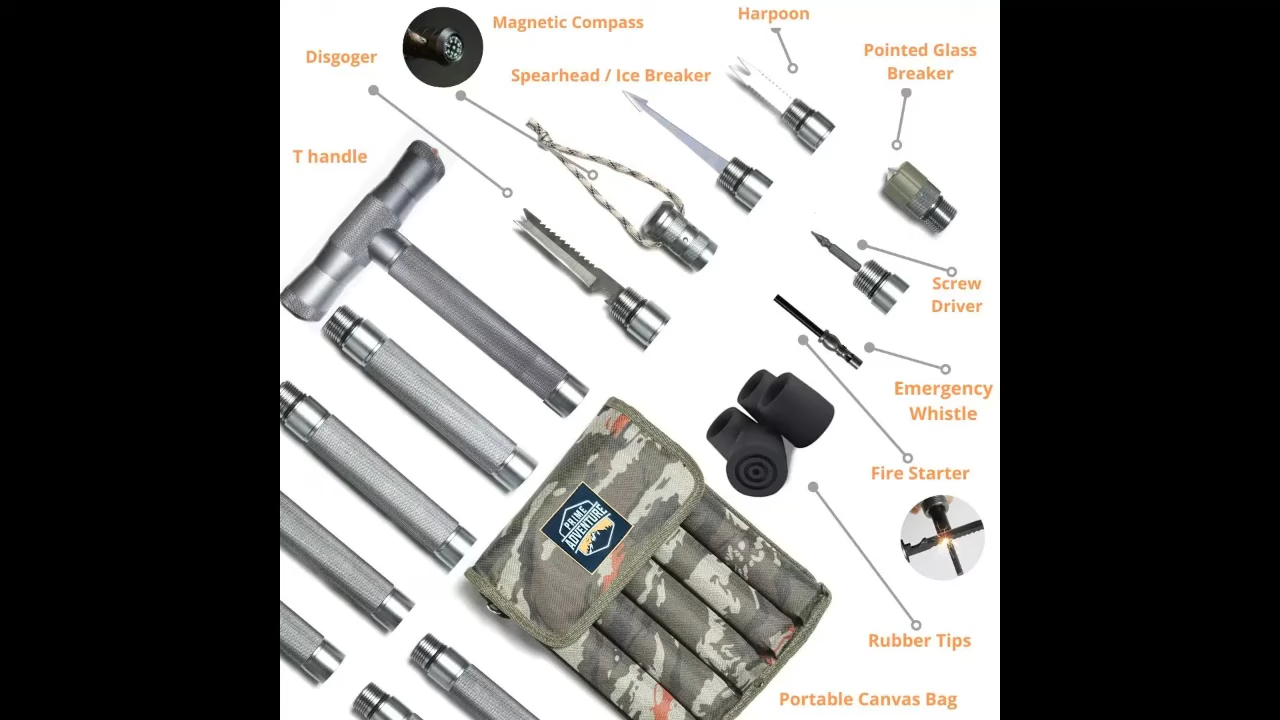 Magnetic Compass
Harpoon
Disgoger
Pointed Glass
Breaker
Spearhead / Ice Breaker
T handle
Screw
Driver
Emergency
Whistle
Fire Starter
PRIME
ADVENTURE
Rubber Tips
Portable Canvas Bag